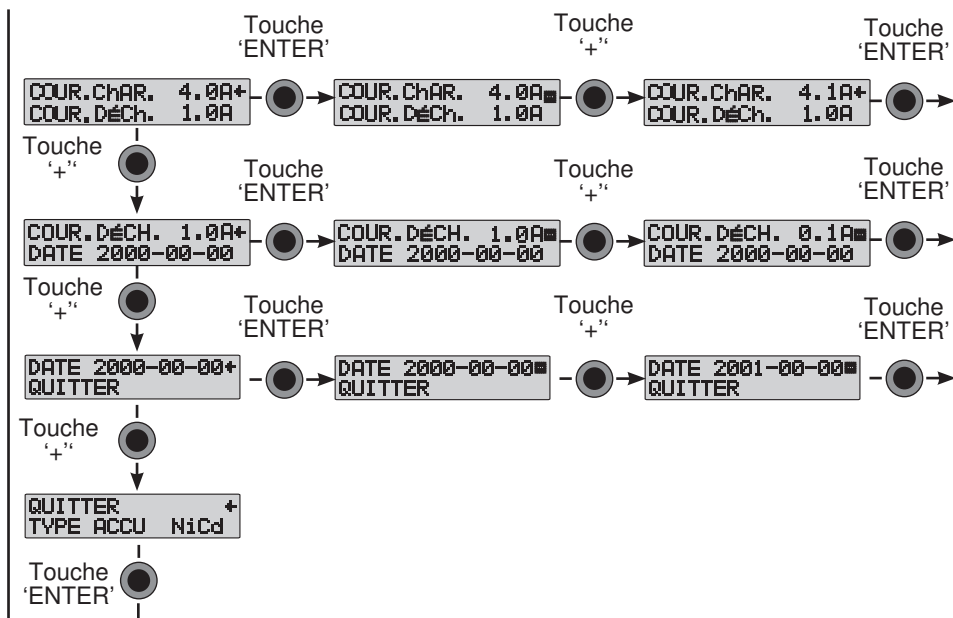 Touche
‘ENTER’
Touche
‘+‘‘
Touche
‘ENTER’
COUR.ChAR. 4.0A←
COUR.DéCh. 1.0A
COUR.ChAR. 4.0A
COUR.DéCh. 1.0A
COUR.ChAR. 4.1A←
COUR.DéCh. 1.0A
Touche
‘+‘‘
Touche
‘ENTER’
Touche
‘+‘‘
Touche
‘ENTER’
COUR.DéCH. 1.0A←
DATE 2000-00-00
COUR.DéCH. 1.0A
DATE 2000-00-00
COUR.DéCH. 0.1A
DATE 2000-00-00
Touche
‘+‘‘
Touche
‘ENTER’
Touche
‘+‘‘
Touche
‘ENTER’
DATE 2000-00-00←
QUITTER
DATE 2000-00-00
QUITTER
DATE 2001-00-00
QUITTER
Touche
‘+‘‘
QUITTER ←
TYPE ACCU NiCd
Touche
‘ENTER’